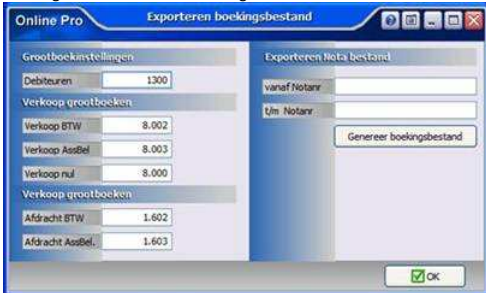 Online Pro
Exporteren boekingsbestand
Grootboekinstellingen
Debiteuren 1300
Verkoop grootboeken
Verkoop BTW 8.002
Verkoop AssBel 8.003
Verkoop nul 8.000
Verkoop grootboeken
Afdracht BTW 1.602
Afdracht AssBel. 1.603
Exporteren Nota bestand
vanaf Notanr
t/m Notanr
Genereer boekingsbestand
OK